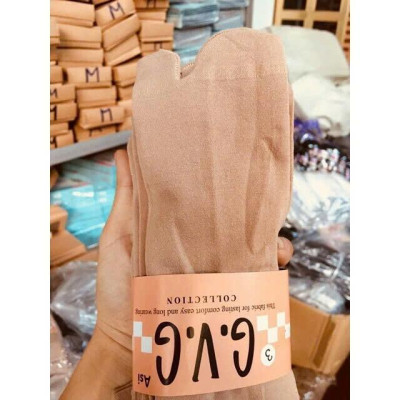 3 G.V.G Asi
COLLECTION
This fabric for lasting comfort easy and long wearing
M
M
M
M